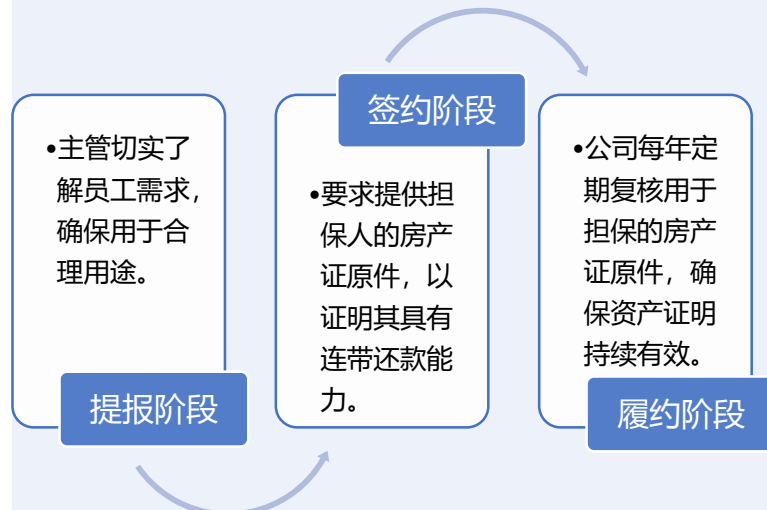 •主管切实了
解员工需求，
确保用于合
理用途。
提报阶段
签约阶段
•要求提供担
保人的房产
证原件，以
证明其具有
连带还款能
力。
•公司每年定
期复核用于
担保的房产
证原件，确
保资产证明
持续有效。
履约阶段